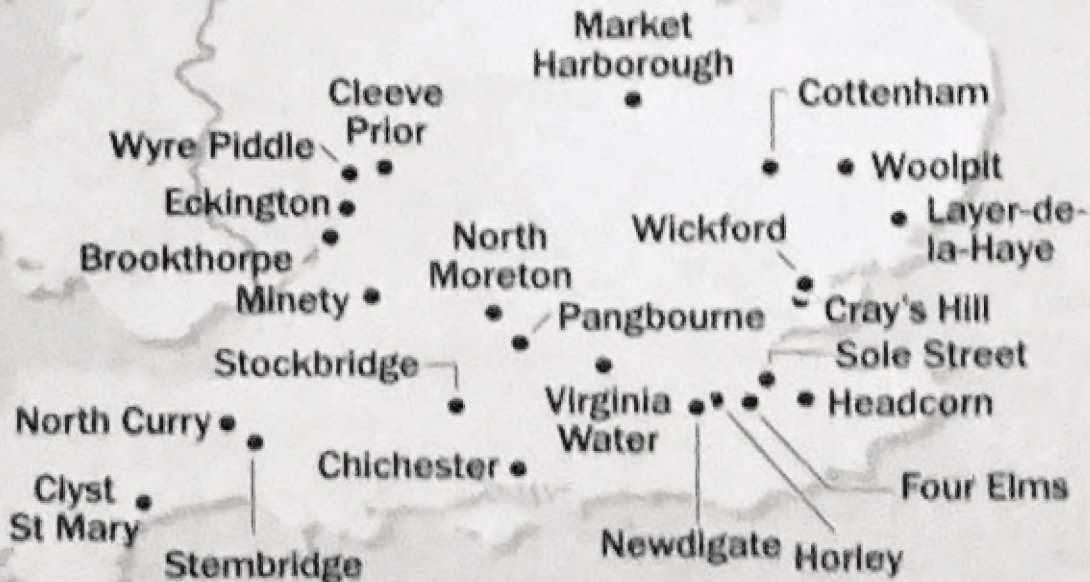 Market
Harborough
Cleeve
Prior
Cottenham
Wyre Piddle
Woolpit
Eckington
Layer-de-
la-Haye
Wickford
North
Moreton
Brookthorpe
Minety
Cray's Hill
Pangbourne
Sole Street
Stockbridge
Virginia
Water
Headcorn
North Curry
Chichester
Four Elms
Clyst
St Mary
Newdigate
Horley
Stembridge